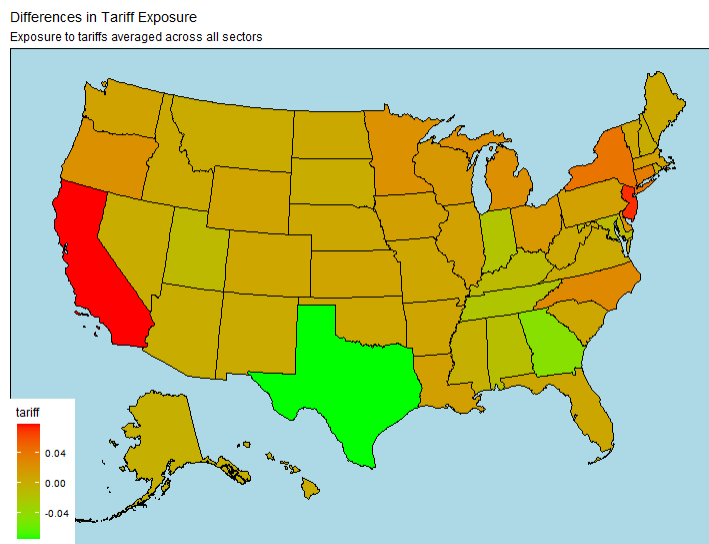 Differences in Tariff Exposure
Exposure to tariffs averaged across all sectors
tariff
0.04
0.00
-0.04